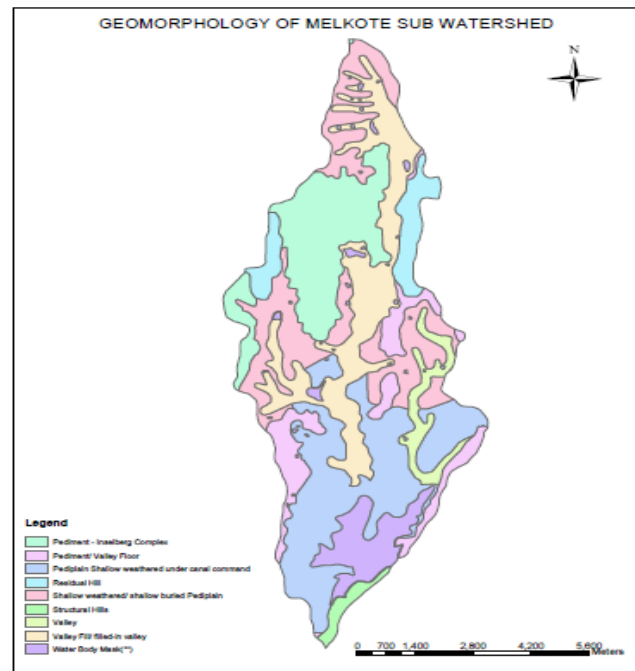 GEOMORPHOLOGY OF MELKOTE SUB WATERSHED
N
Legend
Pediment - Inselberg Complex
Pediment/ Valley Floor
Pediplain Shallow weathered under canal command
Residual Hill
Shallow weathered/ shallow buried Pediplain
Structural Hills
Valley
Valley Fill/ filled-in valley
Water Body Mask(**)
0 700 1,400 2,800 4,200 5,600
Meters